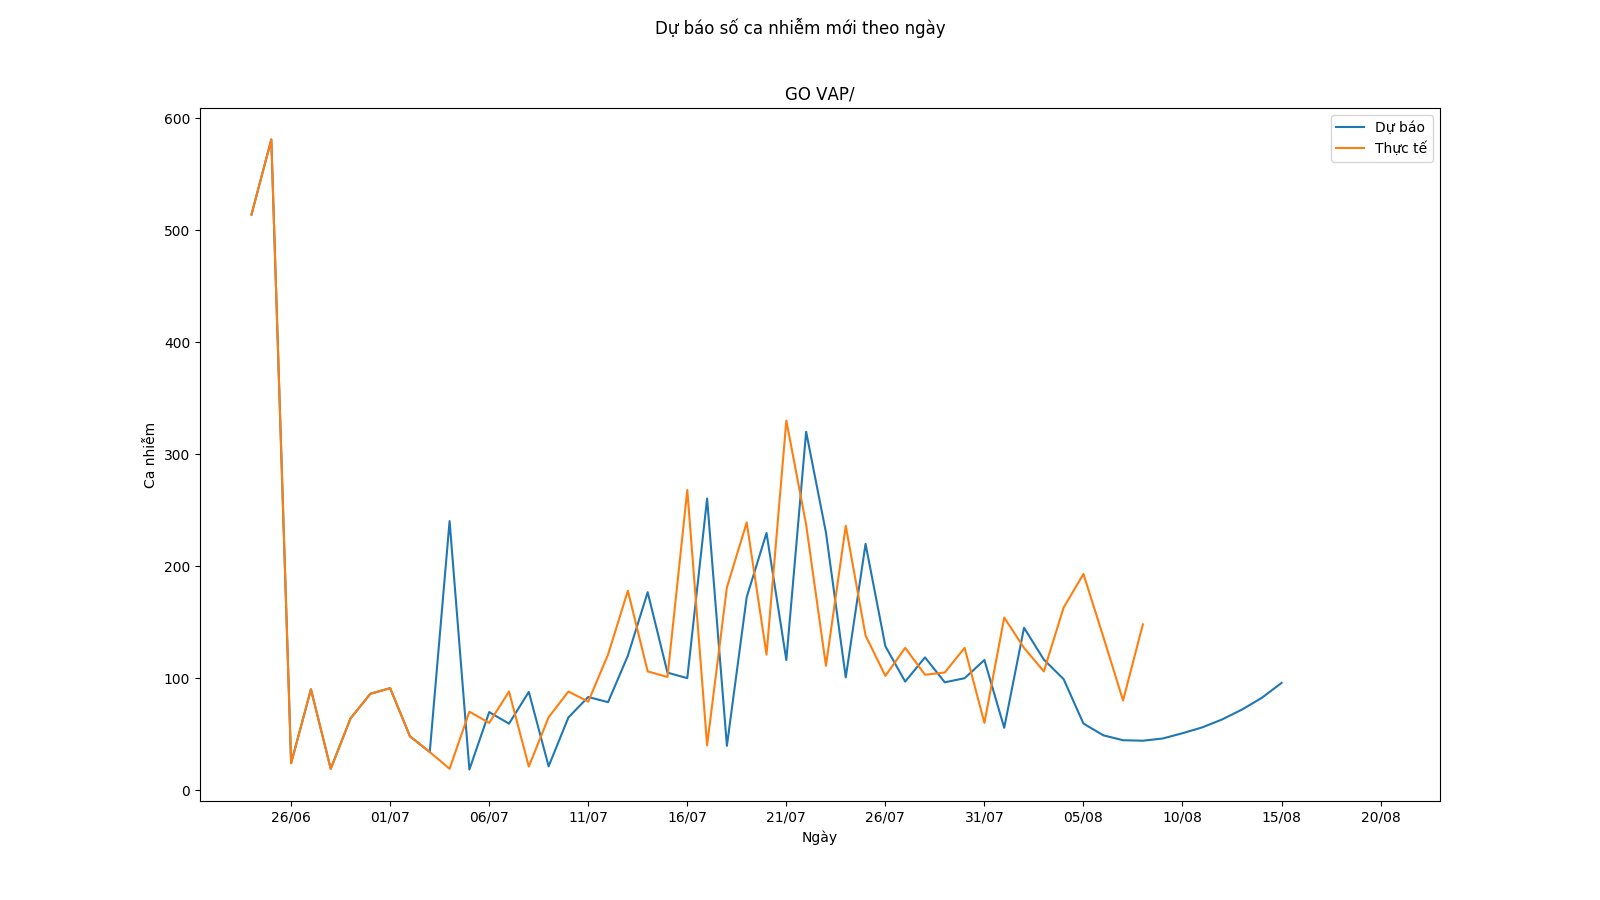 Dự báo số ca nhiễm mới theo ngày
GO VAP/
Dự báo
Thực tế
600
500
400
300
200
100
0
Ca nhiễm
26/06 01/07 06/07 11/07 16/07 21/07 26/07 31/07 05/08 10/08 15/08 20/08
Ngày